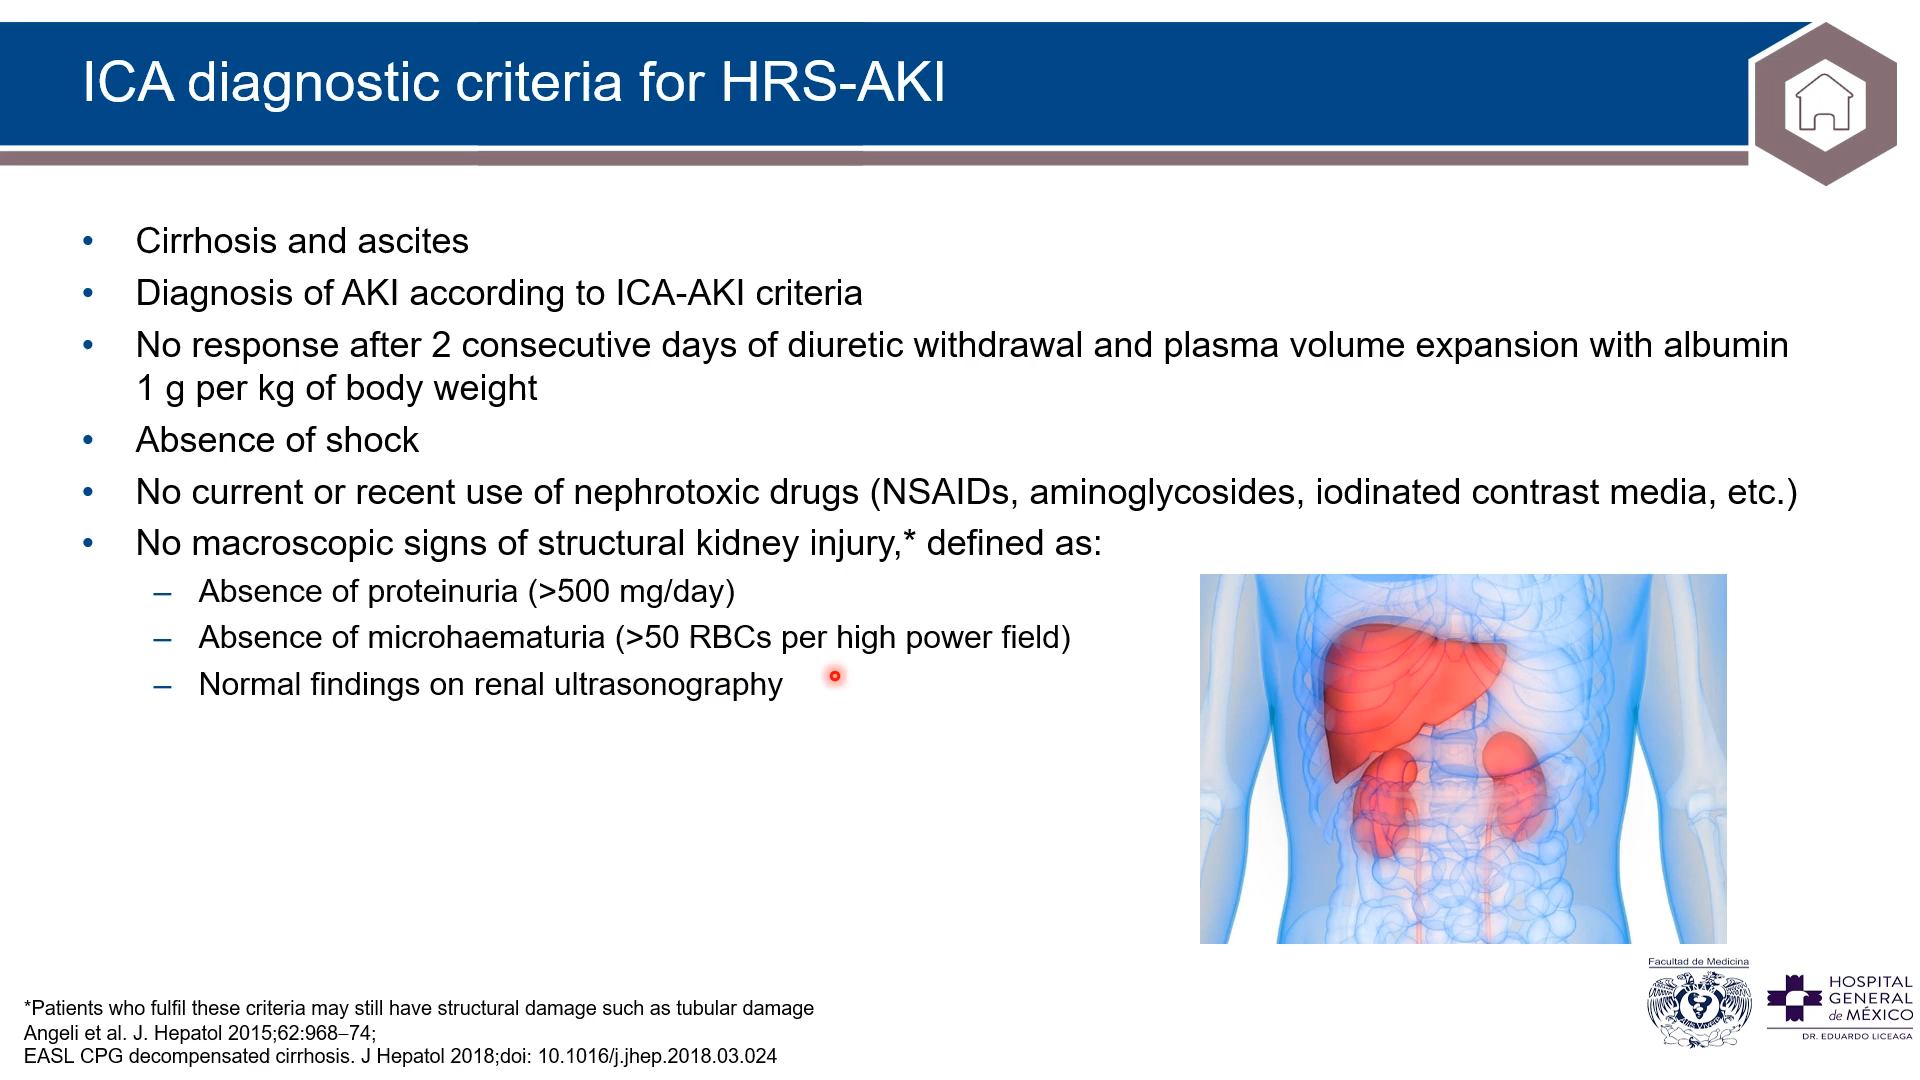 ICA diagnostic criteria for HRS-AKI
• Cirrhosis and ascites
• Diagnosis of AKI according to ICA-AKI criteria
• No response after 2 consecutive days of diuretic withdrawal and plasma volume expansion with albumin
1 g per kg of body weight
• Absence of shock
• No current or recent use of nephrotoxic drugs (NSAIDs, aminoglycosides, iodinated contrast media, etc.)
• No macroscopic signs of structural kidney injury,* defined as:
– Absence of proteinuria (>500 mg/day)
– Absence of microhaematuria (>50 RBCs per high power field)
– Normal findings on renal ultrasonography
*Patients who fulfil these criteria may still have structural damage such as tubular damage
Angeli et al. J. Hepatol 2015;62:968–74;
EASL CPG decompensated cirrhosis. J Hepatol 2018;doi: 10.1016/j.jhep.2018.03.024
Facultad de Medicina
HOSPITAL
GENERAL
de MÉXICO
DR. EDUARDO LICEAGA